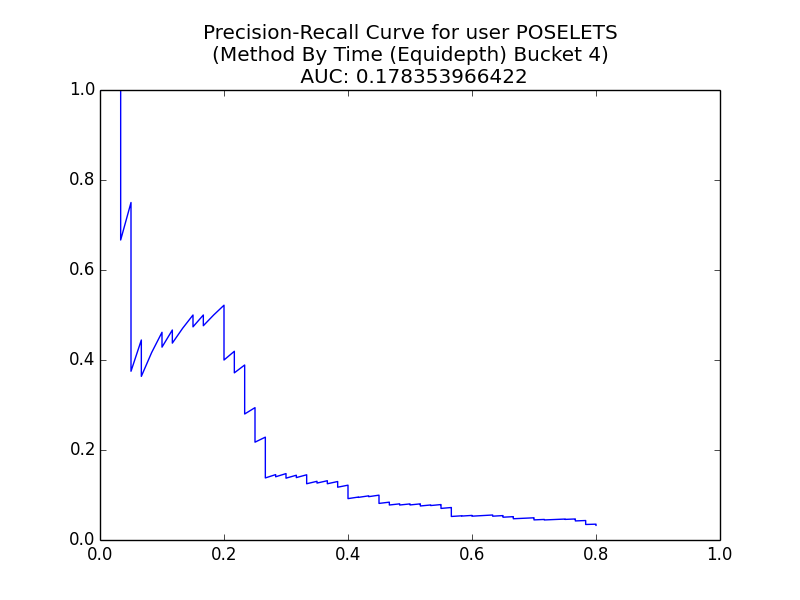 Precision-Recall Curve for user POSELETS
(Method By Time (Equidepth) Bucket 4)
AUC: 0.178353966422
1.0
0.8
0.6
0.4
0.2
0.0
0.0 0.2 0.4 0.6 0.8 1.0